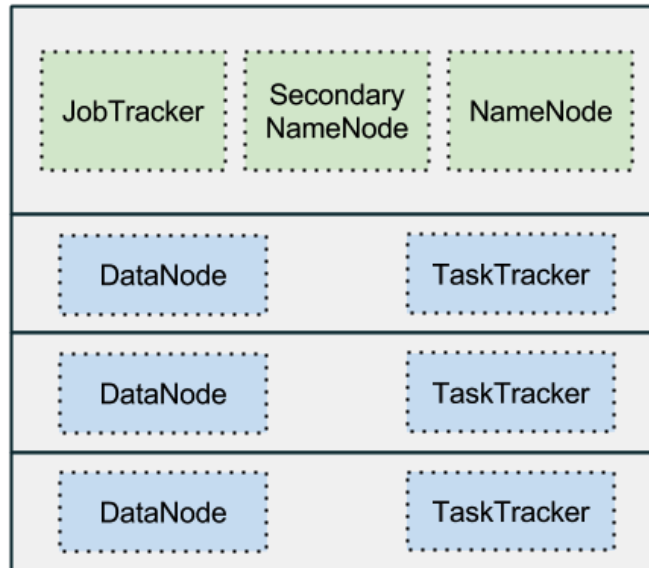 JobTracker
Secondary
NameNode
NameNode
DataNode
TaskTracker
DataNode
TaskTracker
DataNode
TaskTracker